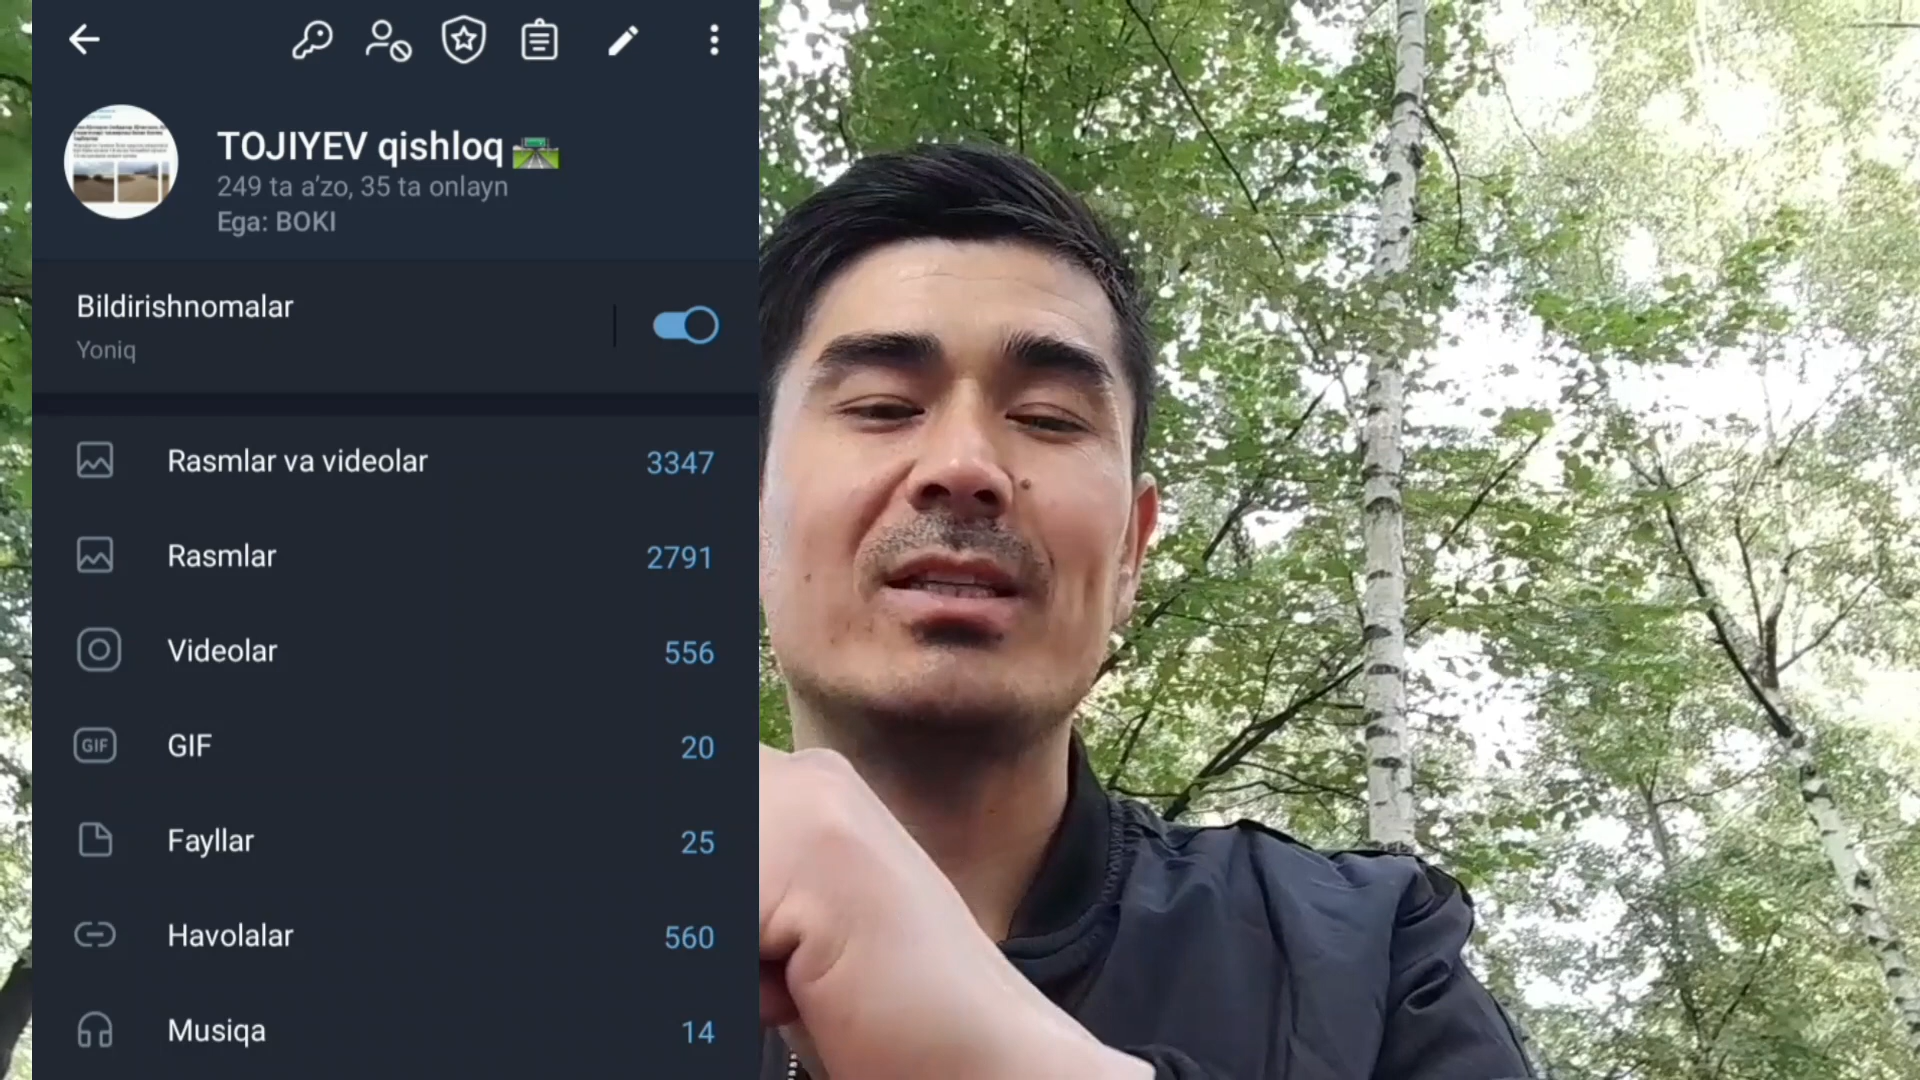 TOJIYEV qishloq
249 ta a’zo, 35 ta onlayn
Ega: BOKI
Bildirishnomalar
Yoniq
Rasmlar va videolar 3347
Rasmlar 2791
Videolar 556
GIF GIF 20
Fayllar 25
Havolalar 560
Musiqa 14